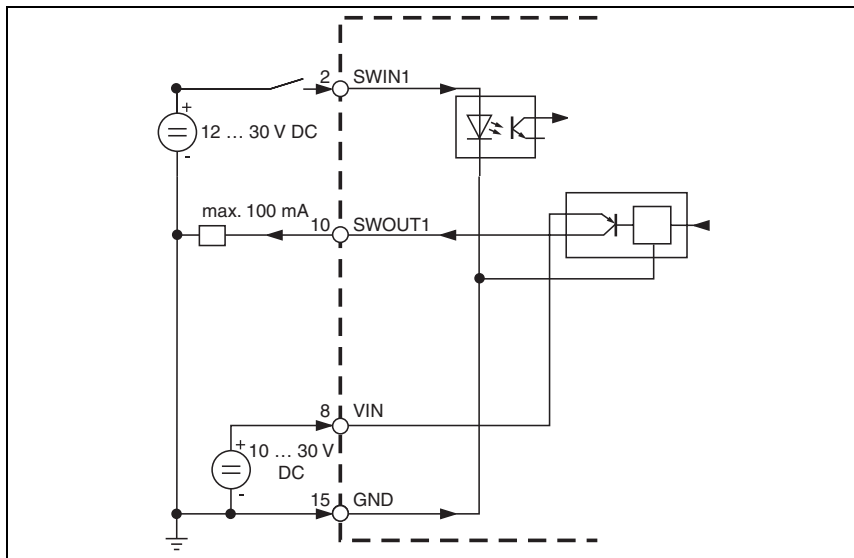 2 SWIN1
+
12 … 30 V DC
-
max. 100 mA
10 SWOUT1
8 VIN
+
10 … 30 V
DC
-
15 GND